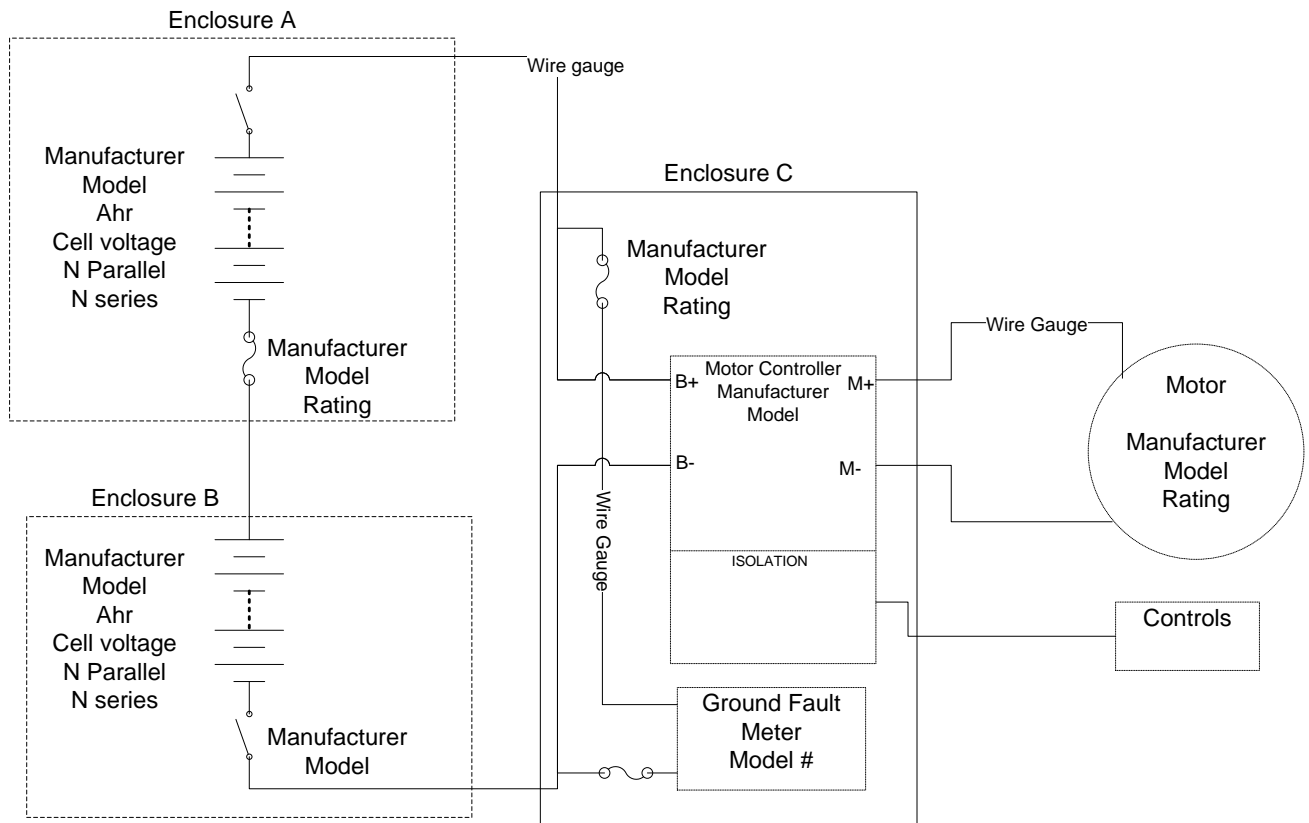 Enclosure A
Wire gauge
Manufacturer
Model
Ahr
Cell voltage
N Parallel
N series
Manufacturer
Model
Rating
Enclosure C
Manufacturer
Model
Rating
Motor Controller
Manufacturer
Model
B+
M+
B-
M-
ISOLATION
Wire Gauge
Wire Gauge
Motor
Manufacturer
Model
Rating
Controls
Enclosure B
Manufacturer
Model
Ahr
Cell voltage
N Parallel
N series
Manufacturer
Model
Ground Fault
Meter
Model #